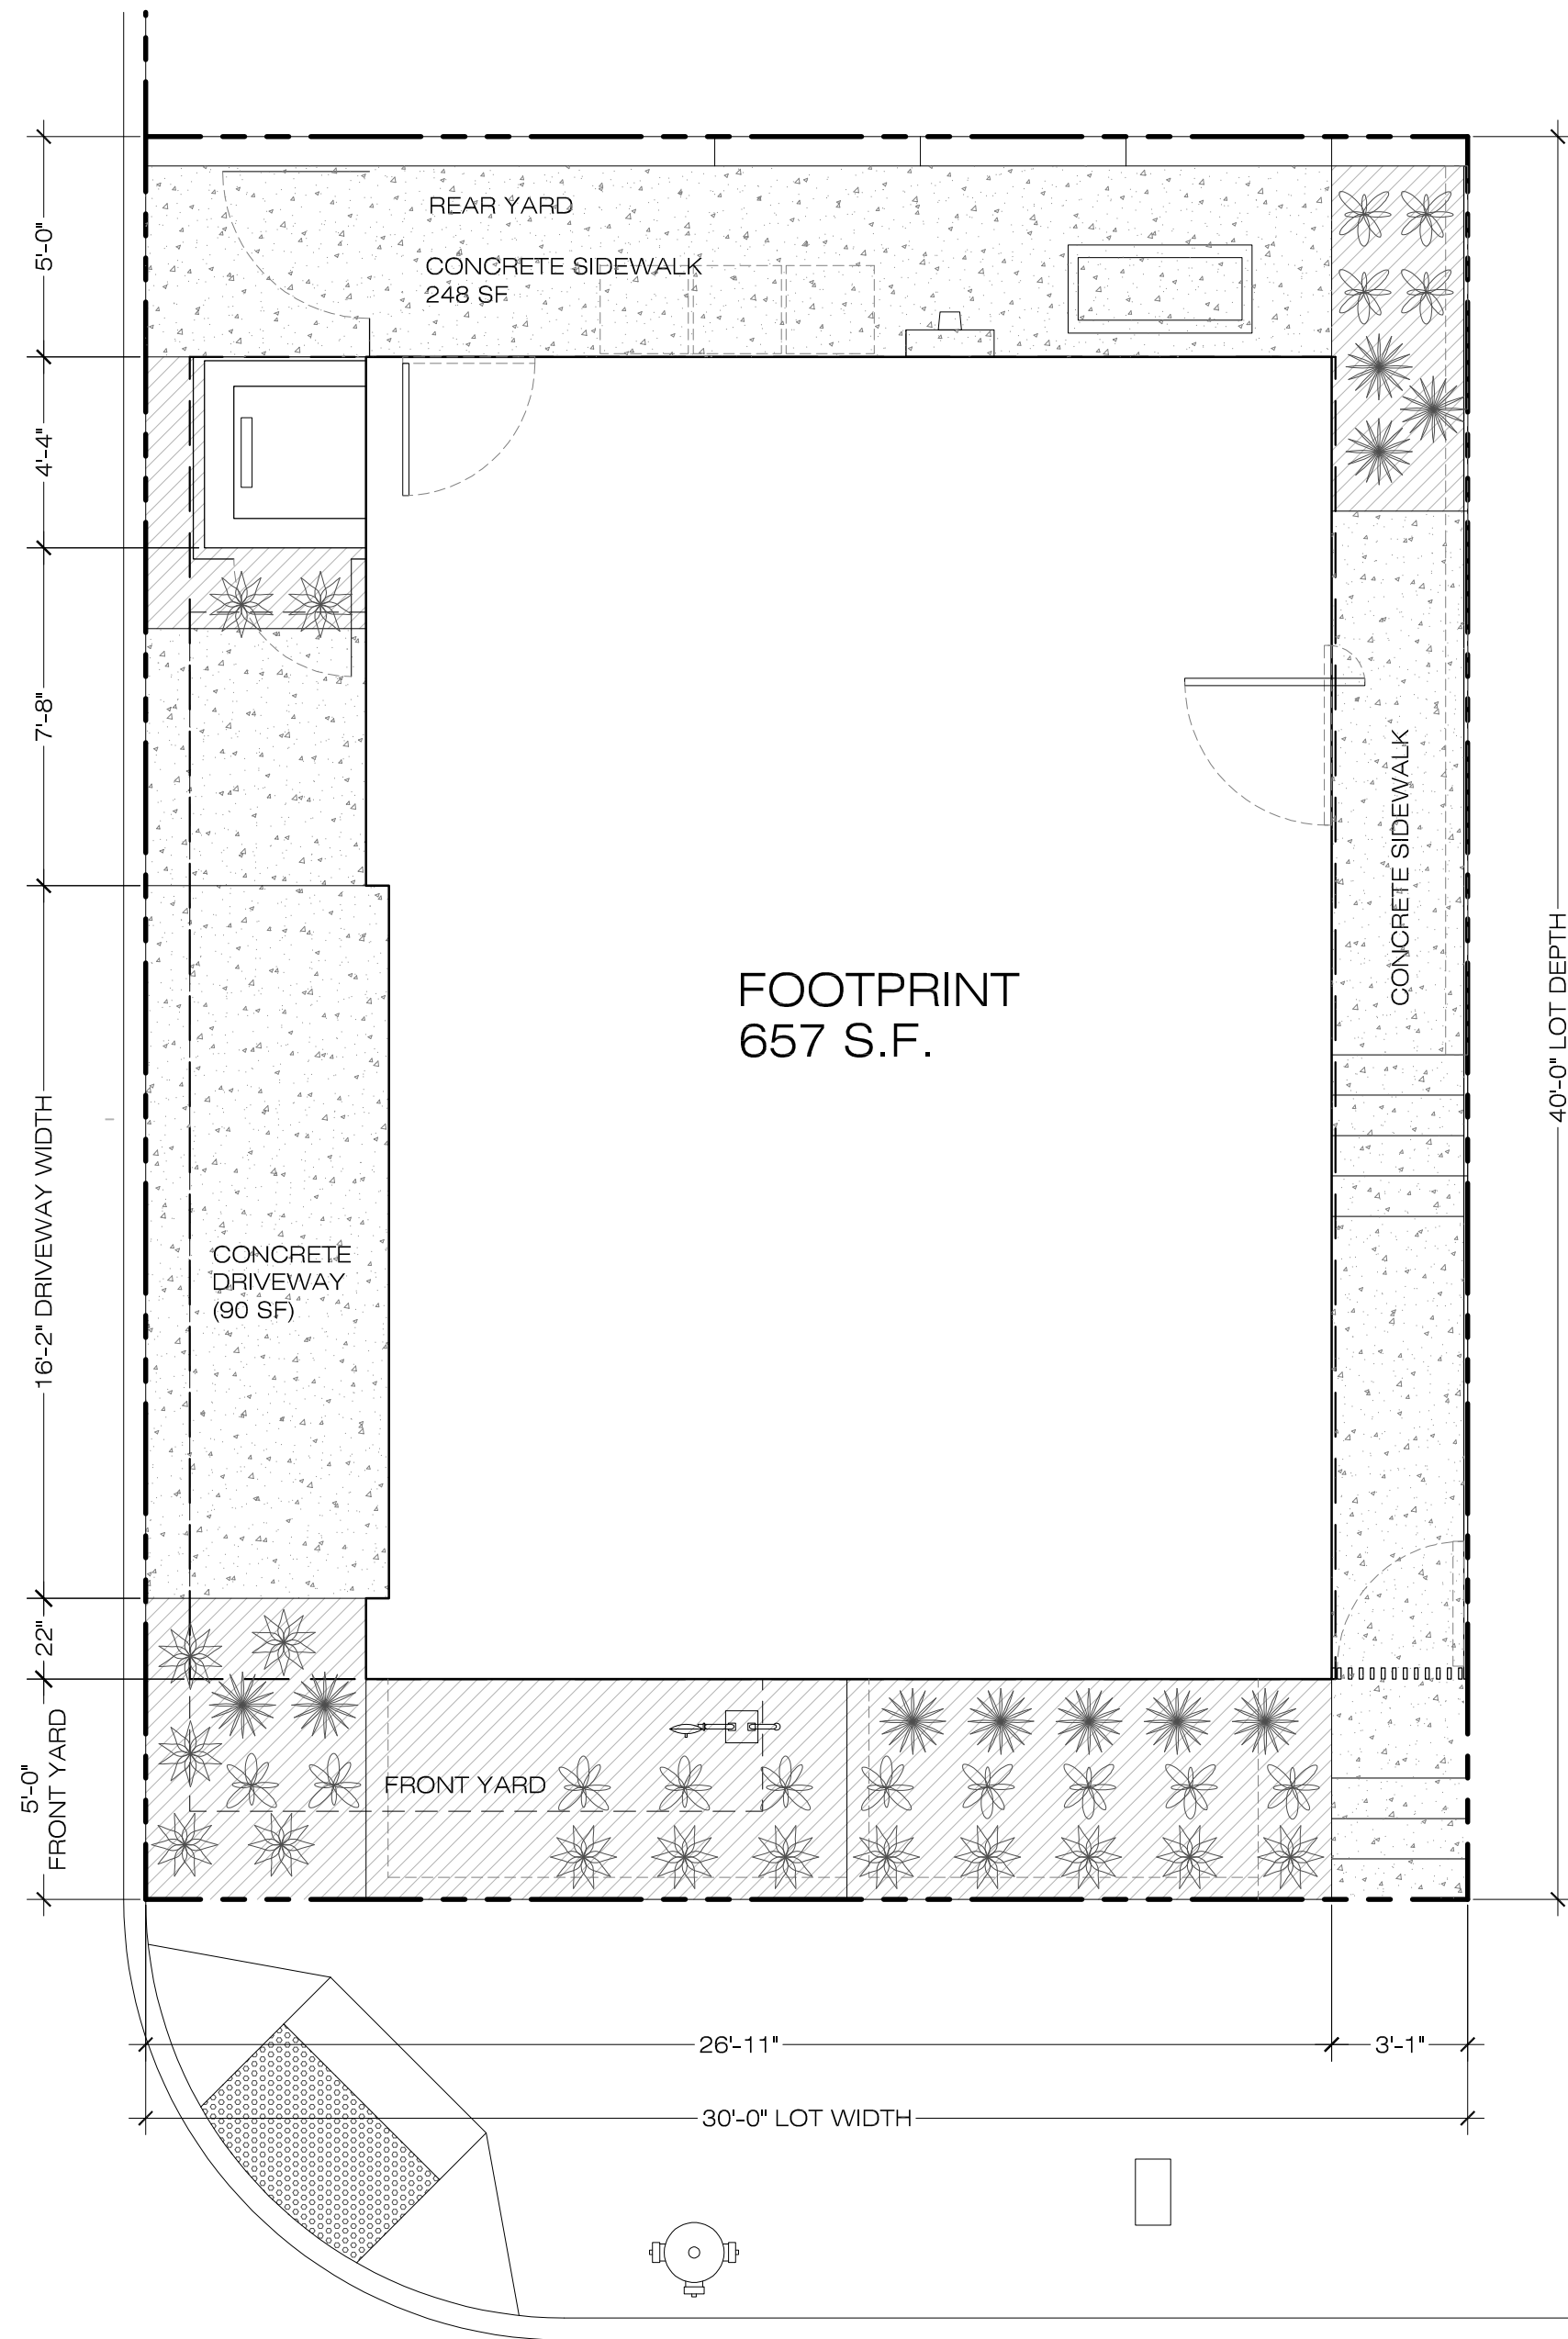 REAR YARD
CONCRETE SIDEWALK
248 SF
5'-0"
4'-4"
7'-8"
16'-2" DRIVEWAY WIDTH
22"
5'-0"
FRONT YARD
FOOTPRINT
657 S.F.
CONCRETE SIDEWALK
40'-0" LOT DEPTH
CONCRETE
DRIVEWAY
(90 SF)
FRONT YARD
26'-11"
3'-1"
30'-0" LOT WIDTH